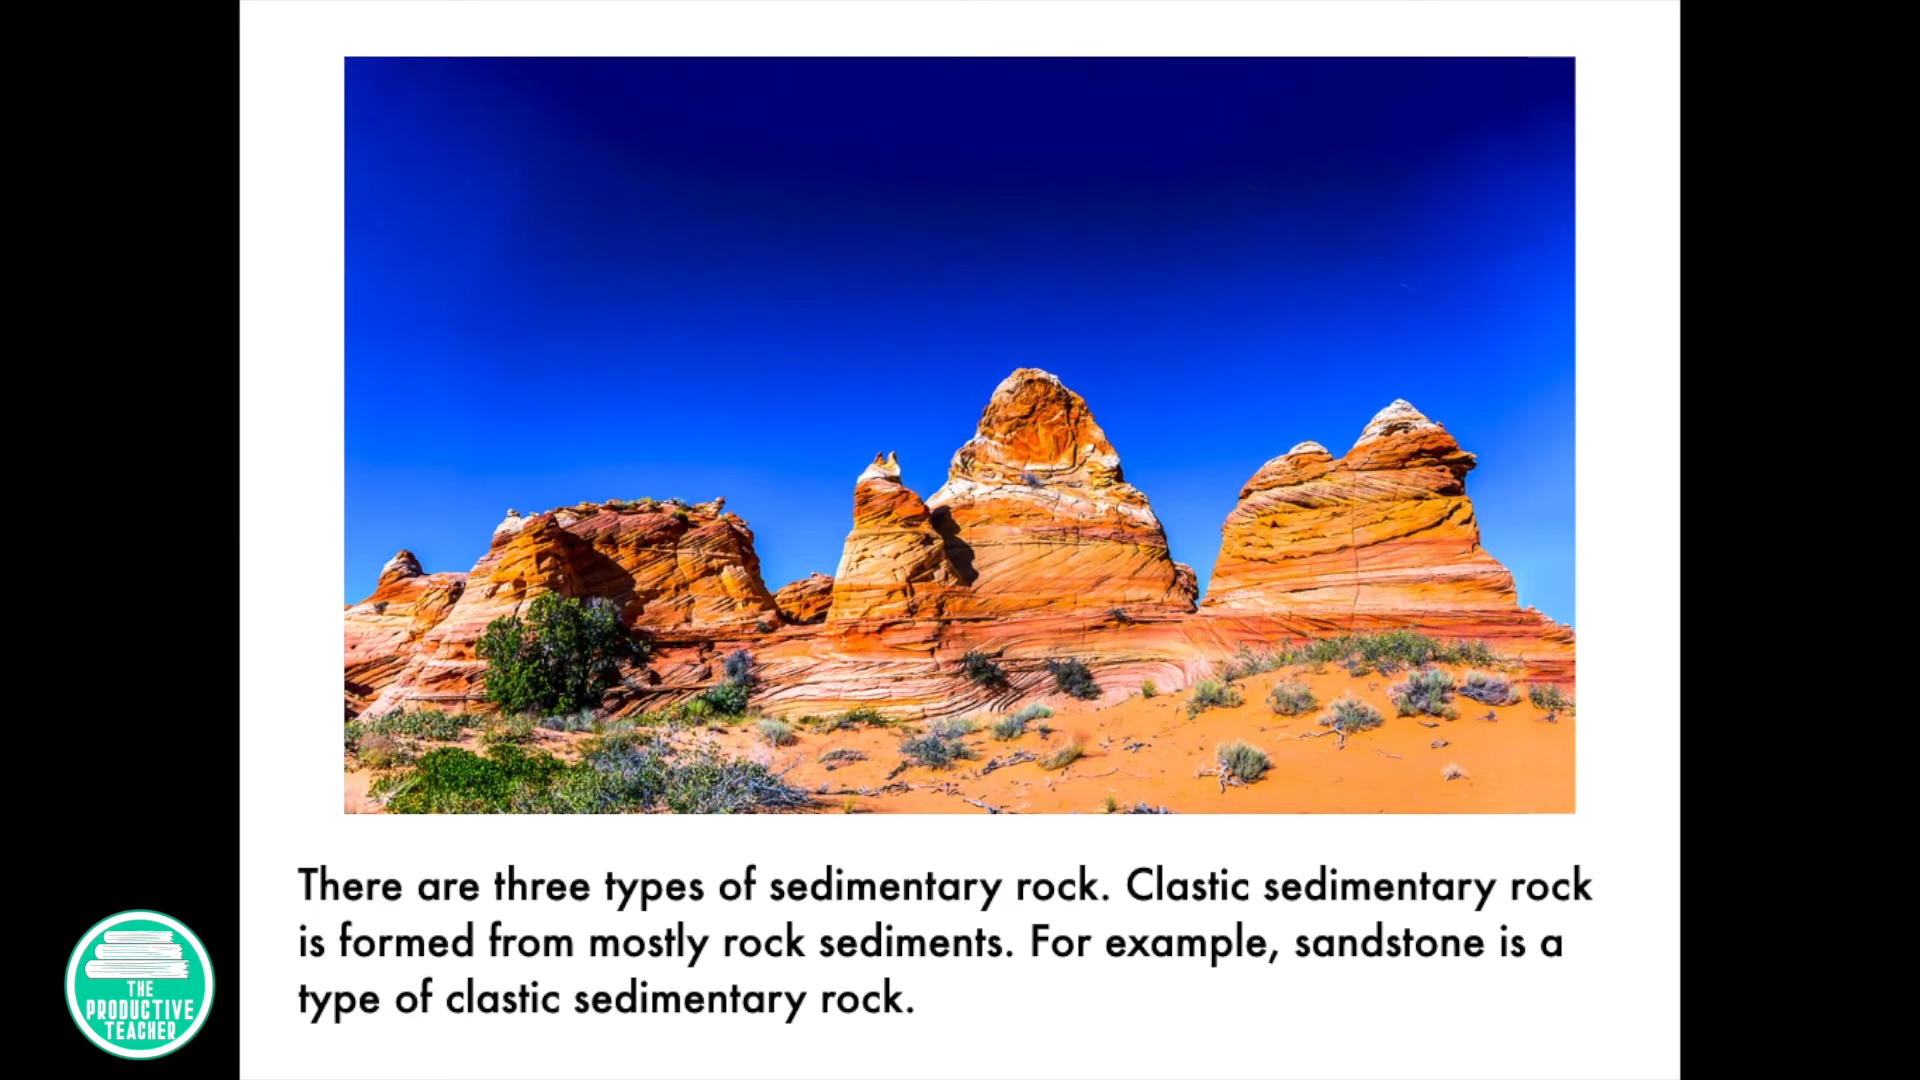 There are three types of sedimentary rock. Clastic sedimentary rock
is formed from mostly rock sediments. For example, sandstone is a
type of clastic sedimentary rock.
THE
PRODUCTIVE
TEACHER